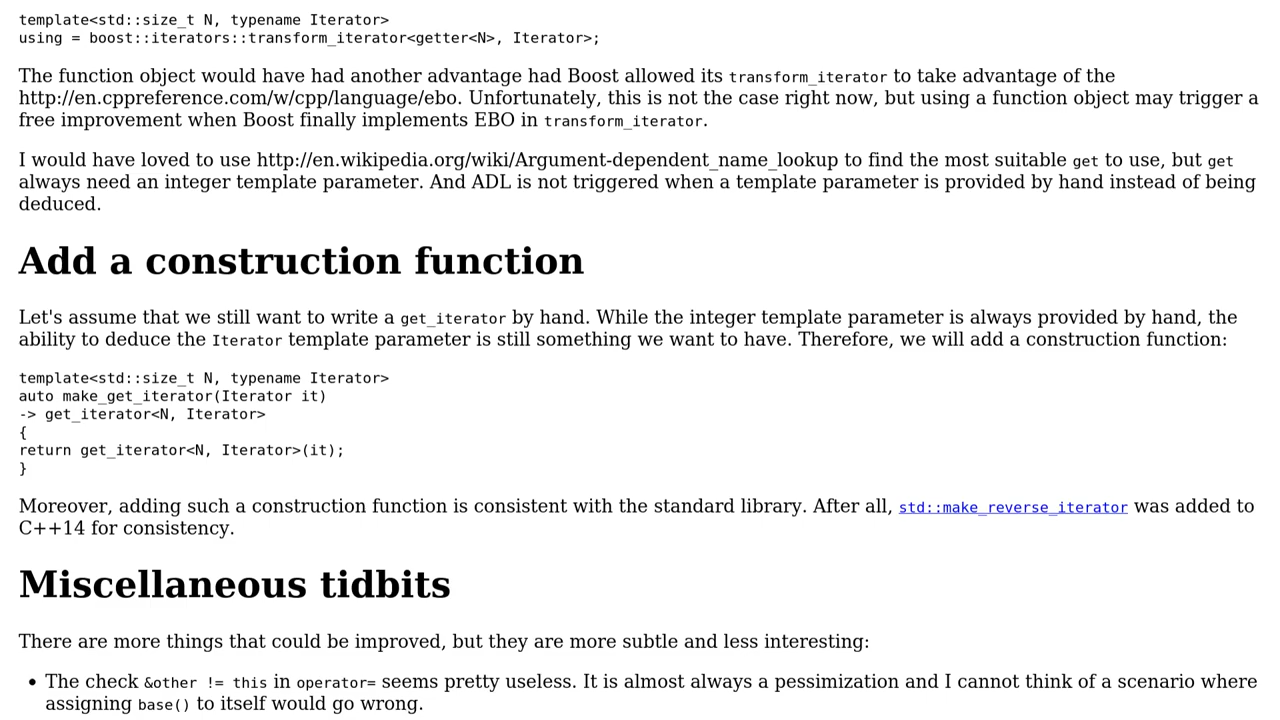 template<std::size_t N, typename Iterator>
using = boost::iterators::transform_iterator<getter<N>, Iterator>;
The function object would have had another advantage had Boost allowed its transform_iterator to take advantage of the
http://en.cppreference.com/w/cpp/language/ebo. Unfortunately, this is not the case right now, but using a function object may trigger a
free improvement when Boost finally implements EBO in transform_iterator.
I would have loved to use http://en.wikipedia.org/wiki/Argument-dependent_name_lookup to find the most suitable get to use, but get
always need an integer template parameter. And ADL is not triggered when a template parameter is provided by hand instead of being
deduced.
Add a construction function
Let's assume that we still want to write a get_iterator by hand. While the integer template parameter is always provided by hand, the
ability to deduce the Iterator template parameter is still something we want to have. Therefore, we will add a construction function:
template<std::size_t N, typename Iterator>
auto make_get_iterator(Iterator it)
-> get_iterator<N, Iterator>
{
return get_iterator<N, Iterator>(it);
}
Moreover, adding such a construction function is consistent with the standard library. After all, std::make_reverse_iterator was added to
C++14 for consistency.
Miscellaneous tidbits
There are more things that could be improved, but they are more subtle and less interesting:
• The check &other != this in operator= seems pretty useless. It is almost always a pessimization and I cannot think of a scenario where
assigning base() to itself would go wrong.